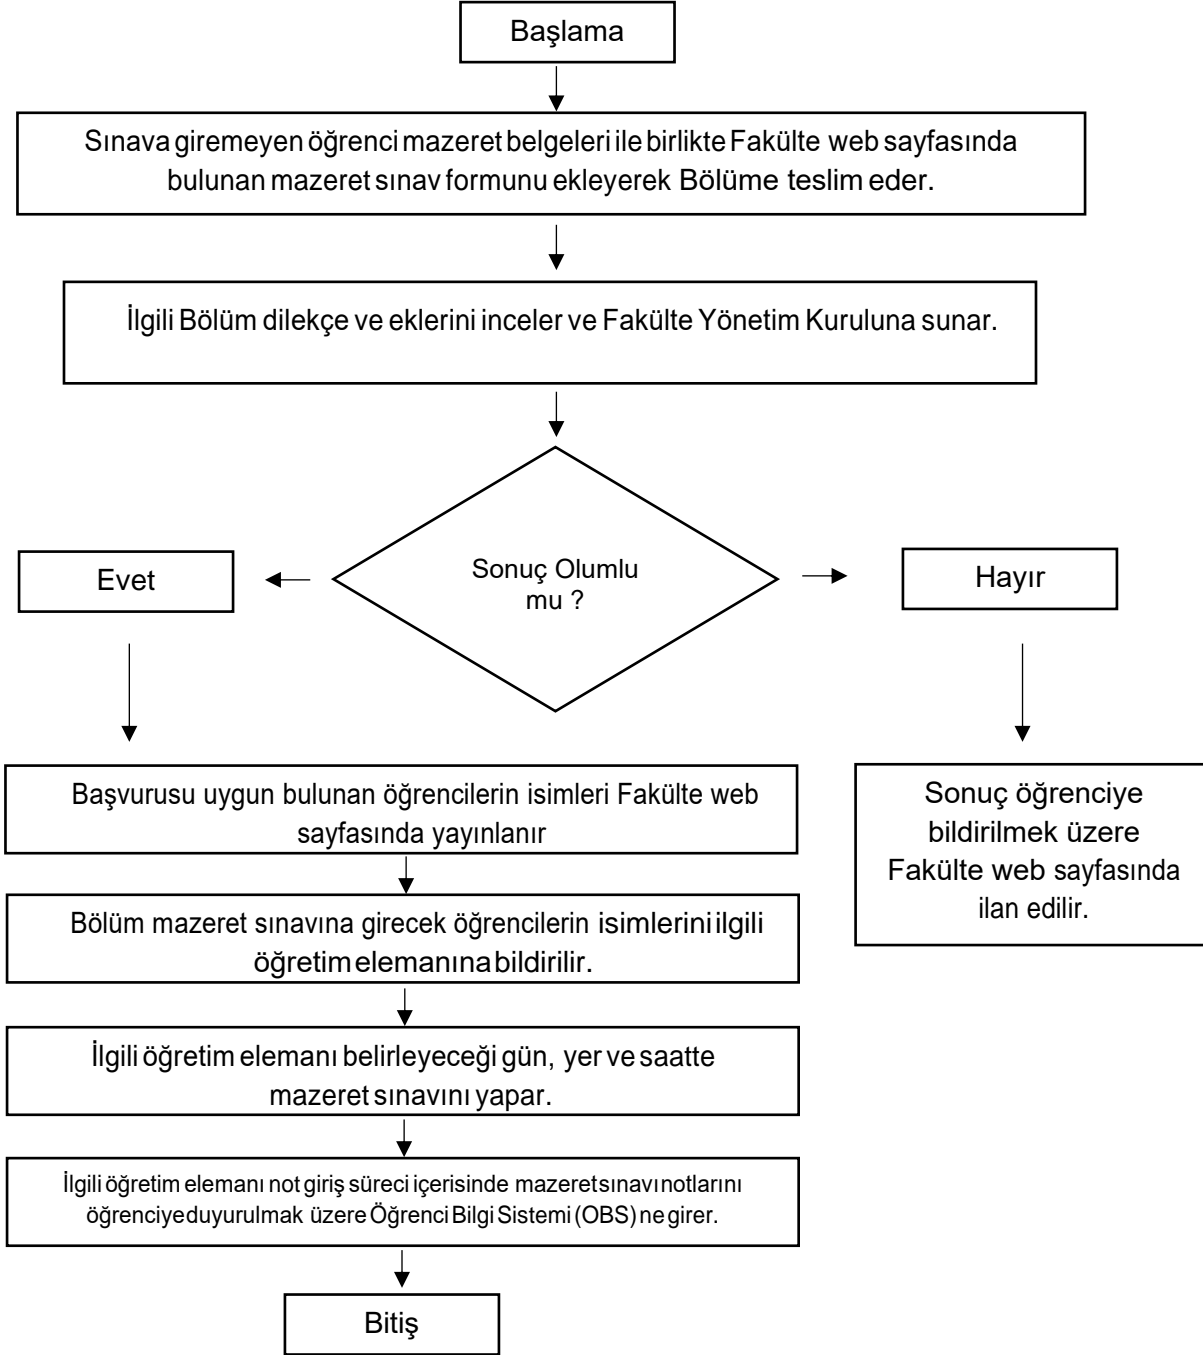 Başlama
Sınava giremeyen öğrenci mazeret belgeleri ile birlikte Fakülte web sayfasında
bulunan mazeret sınav formunu ekleyerek Bölüme teslim eder.
İlgili Bölüm dilekçe ve eklerini inceler ve Fakülte Yönetim Kuruluna sunar.
Sonuç Olumlu
mu ?
Evet
Hayır
Başvurusu uygun bulunan öğrencilerin isimleri Fakülte web
sayfasında yayınlanır
Bölüm mazeret sınavına girecek öğrencilerin isimlerini ilgili
öğretim elemanına bildirilir.
İlgili öğretim elemanı belirleyeceği gün, yer ve saatte
mazeret sınavını yapar.
İlgili öğretim elemanı not giriş süreci içerisinde mazeret sınavı notlarını
öğrenciye duyurulmak üzere Öğrenci Bilgi Sistemi (OBS) ne girer.
Bitiş
Sonuç öğrenciye
bildirilmek üzere
Fakülte web sayfasında
ilan edilir.